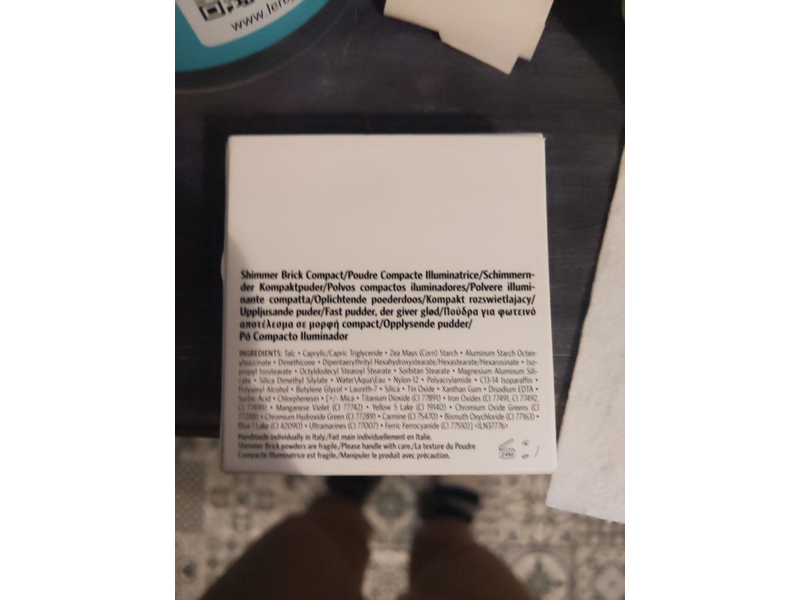 www.len
Shimmer Brick Compact/Poudre Compacte Illuminatrice/Schimmern-
der Kompaktpuder/Polvos compactos iluminadores/Polvere illumi-
nante compatta/Oplichtende poederdoos/Kompakt rozswietlajacy/
Uppljusande puder/Fast pudder, der giver glød/Πούδρα για φωτεινό
αποτέλεσμα σε μορφή compact/Opplysende pudder/
Pó Compacto Iluminador
INGREDIENTS: Talc • Caprylic/Capric Triglyceride • Zea Mays (Corn) Starch • Aluminum Starch Octen-
ylsuccinate • Dimethicone • Dipentaerythrityl Hexahydroxystearate/Hexastearate/Hexarosinate • Iso-
propyl Isostearate • Octyldodecyl Stearoyl Stearate • Sorbitan Stearate • Magnesium Aluminum Sili-
cate • Silica Dimethyl Silylate • Water\Aqua\Eau • Nylon-12 • Polyacrylamide • C13-14 Isoparaffin •
Polyvinyl Alcohol • Butylene Glycol • Laureth-7 • Silica • Tin Oxide • Xanthan Gum • Disodium EDTA •
Sorbic Acid • Chlorphenesin • [+/- Mica • Titanium Dioxide (CI 77891) • Iron Oxides (CI 77491, CI 77492,
CI 77499) • Manganese Violet (CI 77742) • Yellow 5 Lake (CI 19140) • Chromium Oxide Greens (CI
77288) • Chromium Hydroxide Green (CI 77289) • Carmine (CI 75470) • Bismuth Oxychloride (CI 77163) •
Blue 1 Lake (CI 42090) • Ultramarines (CI 77007) • Ferric Ferrocyanide (CI 77510)] <ILN37776>
Handmade individually in Italy/Fait main individuellement en Italie.
Shimmer Brick powders are fragile/Please handle with care/La texture du Poudre
Compacte Illuminatrice est fragile/Manipuler le produit avec précaution.
24M